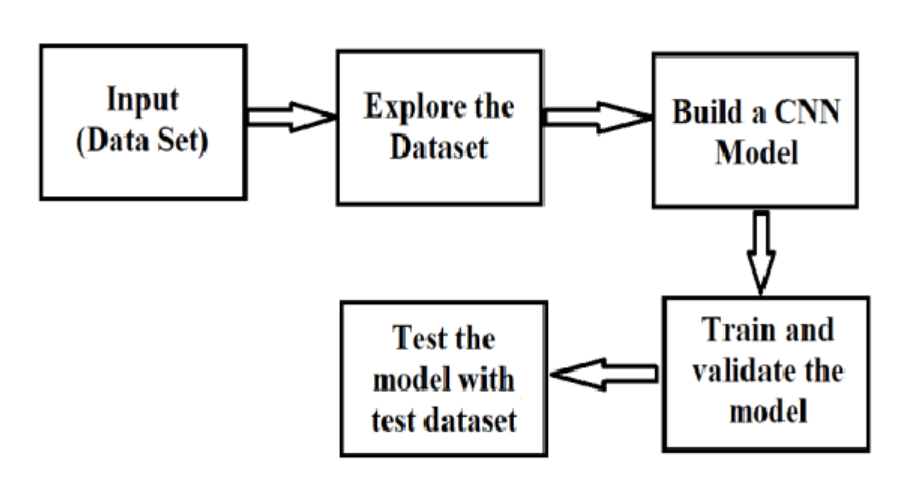 Input
(Data Set)
Explore the
Dataset
Build a CNN
Model
Train and
validate the
model
Test the
model with
test dataset